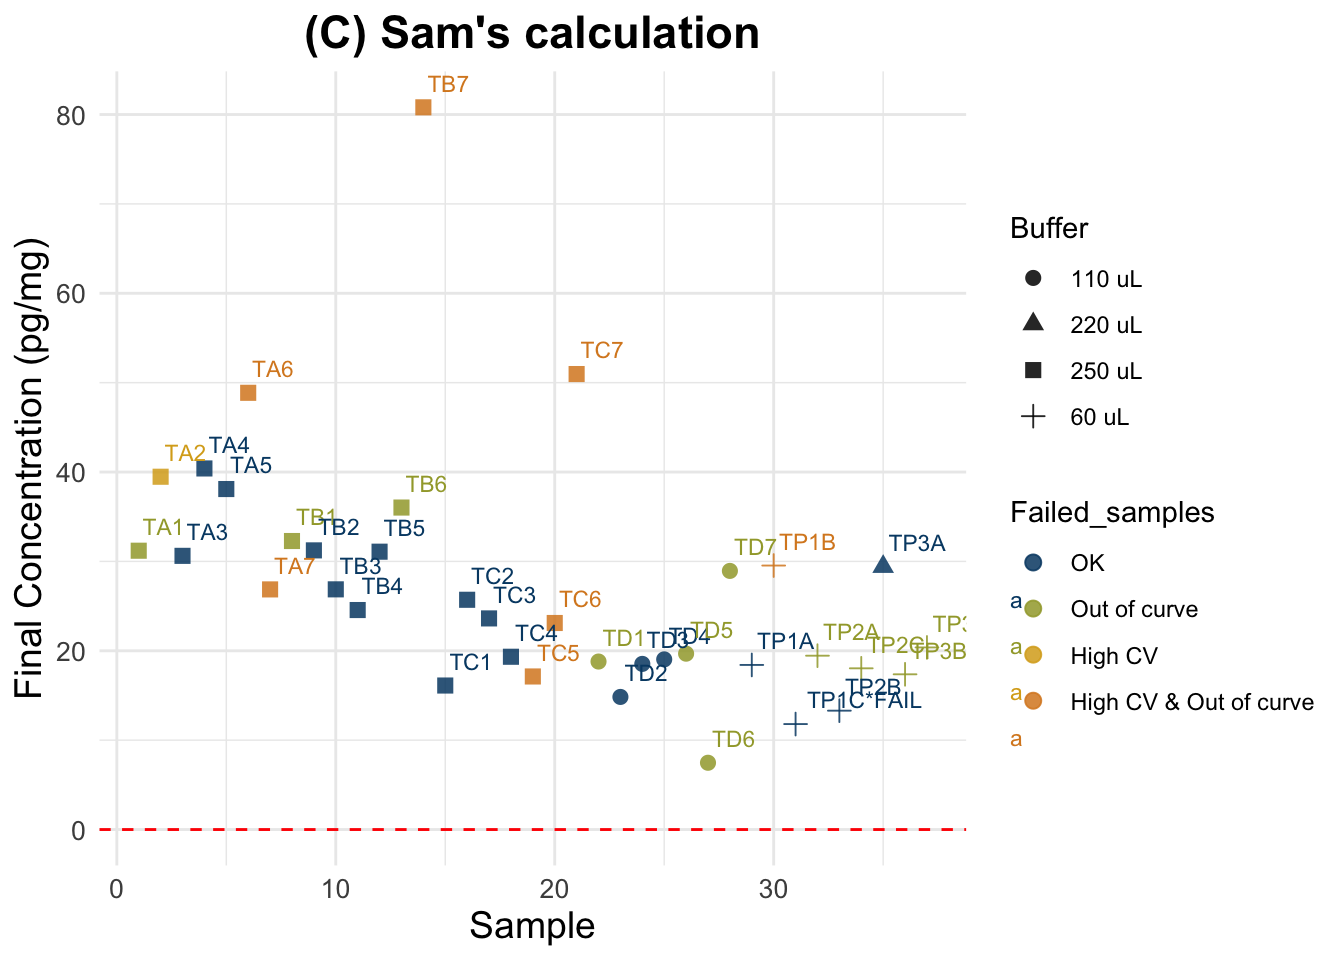 (C) Sam's calculation
Final Concentration (pg/mg)
80
60
40
20
0
0
10
20
30
Sample
TB7
TC7
TA6
TA4
TA2
TA5
TB6
TA1
TA3
TB1
TB2
TB5
TA7
TB3
TB4
TC2
TC3
TC6
TC4
TC5
TC1
TD1
TD3
TD4
TD5
TD2
TD7
TD6
TP1B
TP3A
TP1A
TP2A
TP2C
TP3B
TP2B
TP1C*FAIL
Buffer
110 uL
220 uL
250 uL
60 uL
Failed_samples
OK
a
Out of curve
a
High CV
a
High CV & Out of curve
a